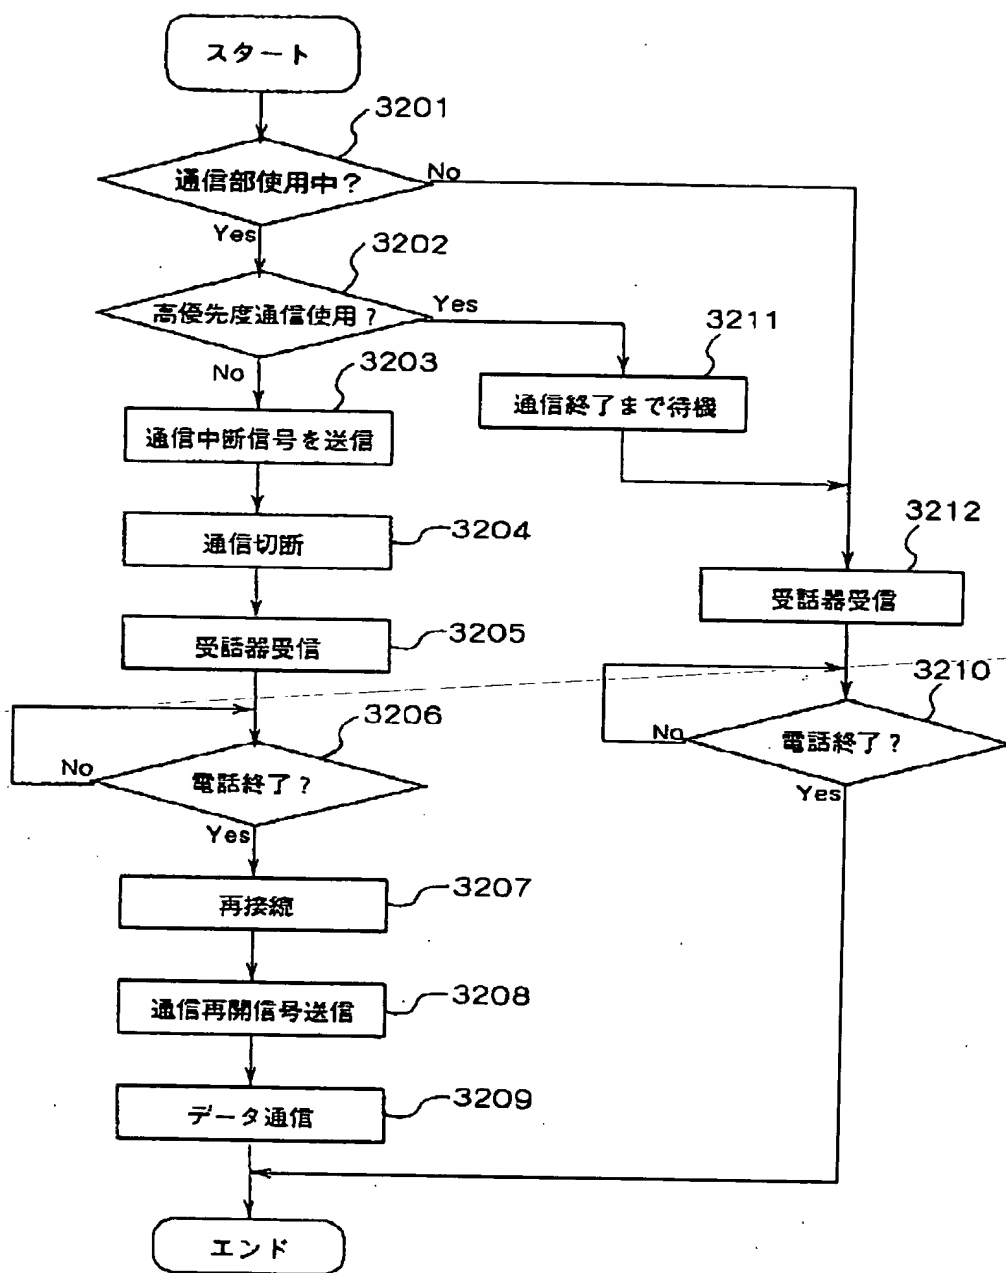 スタート
3201
通信部使用中?
No
Yes
3202
高優先度通信使用?
Yes
No
3203
通信中断信号を送信
3211
通信終了まで待機
3204
通信切断
3212
受話器受信
3205
受話器受信
3206
電話終了?
No
Yes
3210
電話終了?
No
Yes
3207
再接続
3208
通信再開信号送信
3209
データ通信
エンド